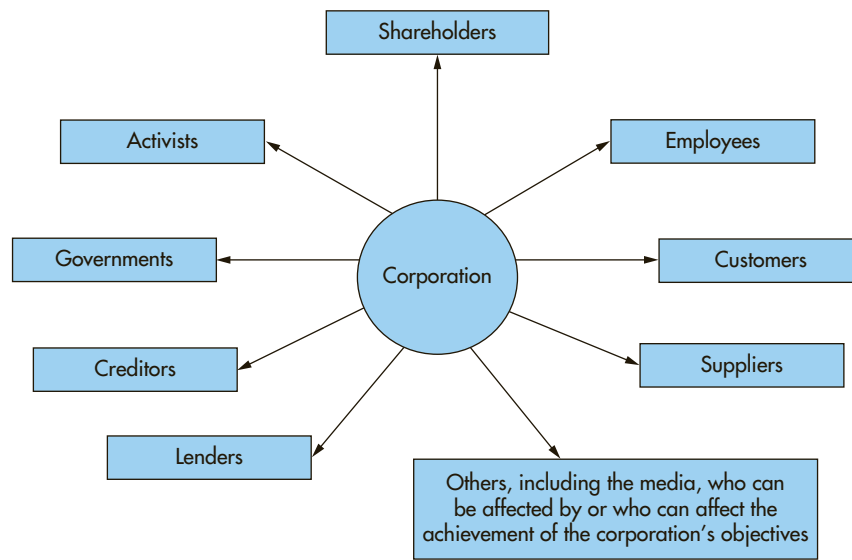 Shareholders
Activists
Employees
Governments
Corporation
Customers
Creditors
Suppliers
Lenders
Others, including the media, who can
be affected by or who can affect the
achievement of the corporation’s objectives